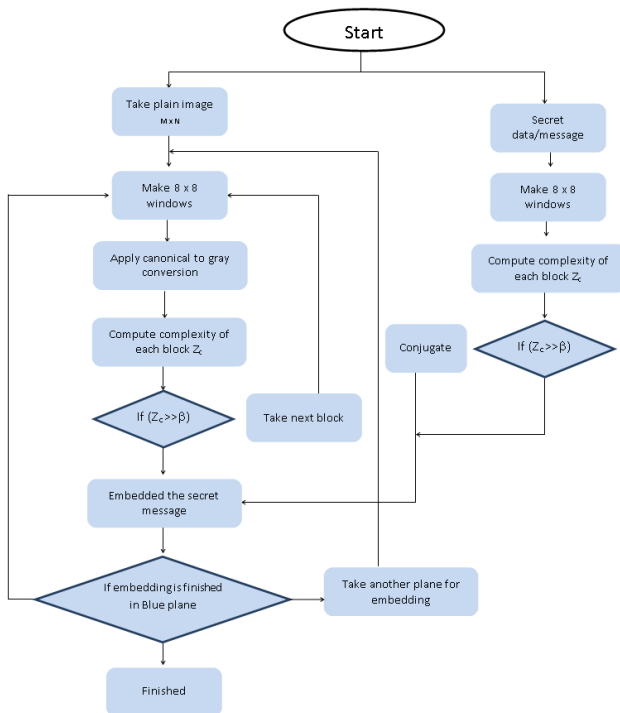 Start
Take plain image
M x N
Secret
data/message
Make 8 x 8
windows
Make 8 x 8
windows
Apply canonical to gray
conversion
Compute complexity of
each block Zc
Compute complexity of
each block Zc
Conjugate
If (Zc>>β)
If (Zc>>β)
Take next block
Embedded the secret
message
If embedding is finished
in Blue plane
Take another plane for
embedding
Finished